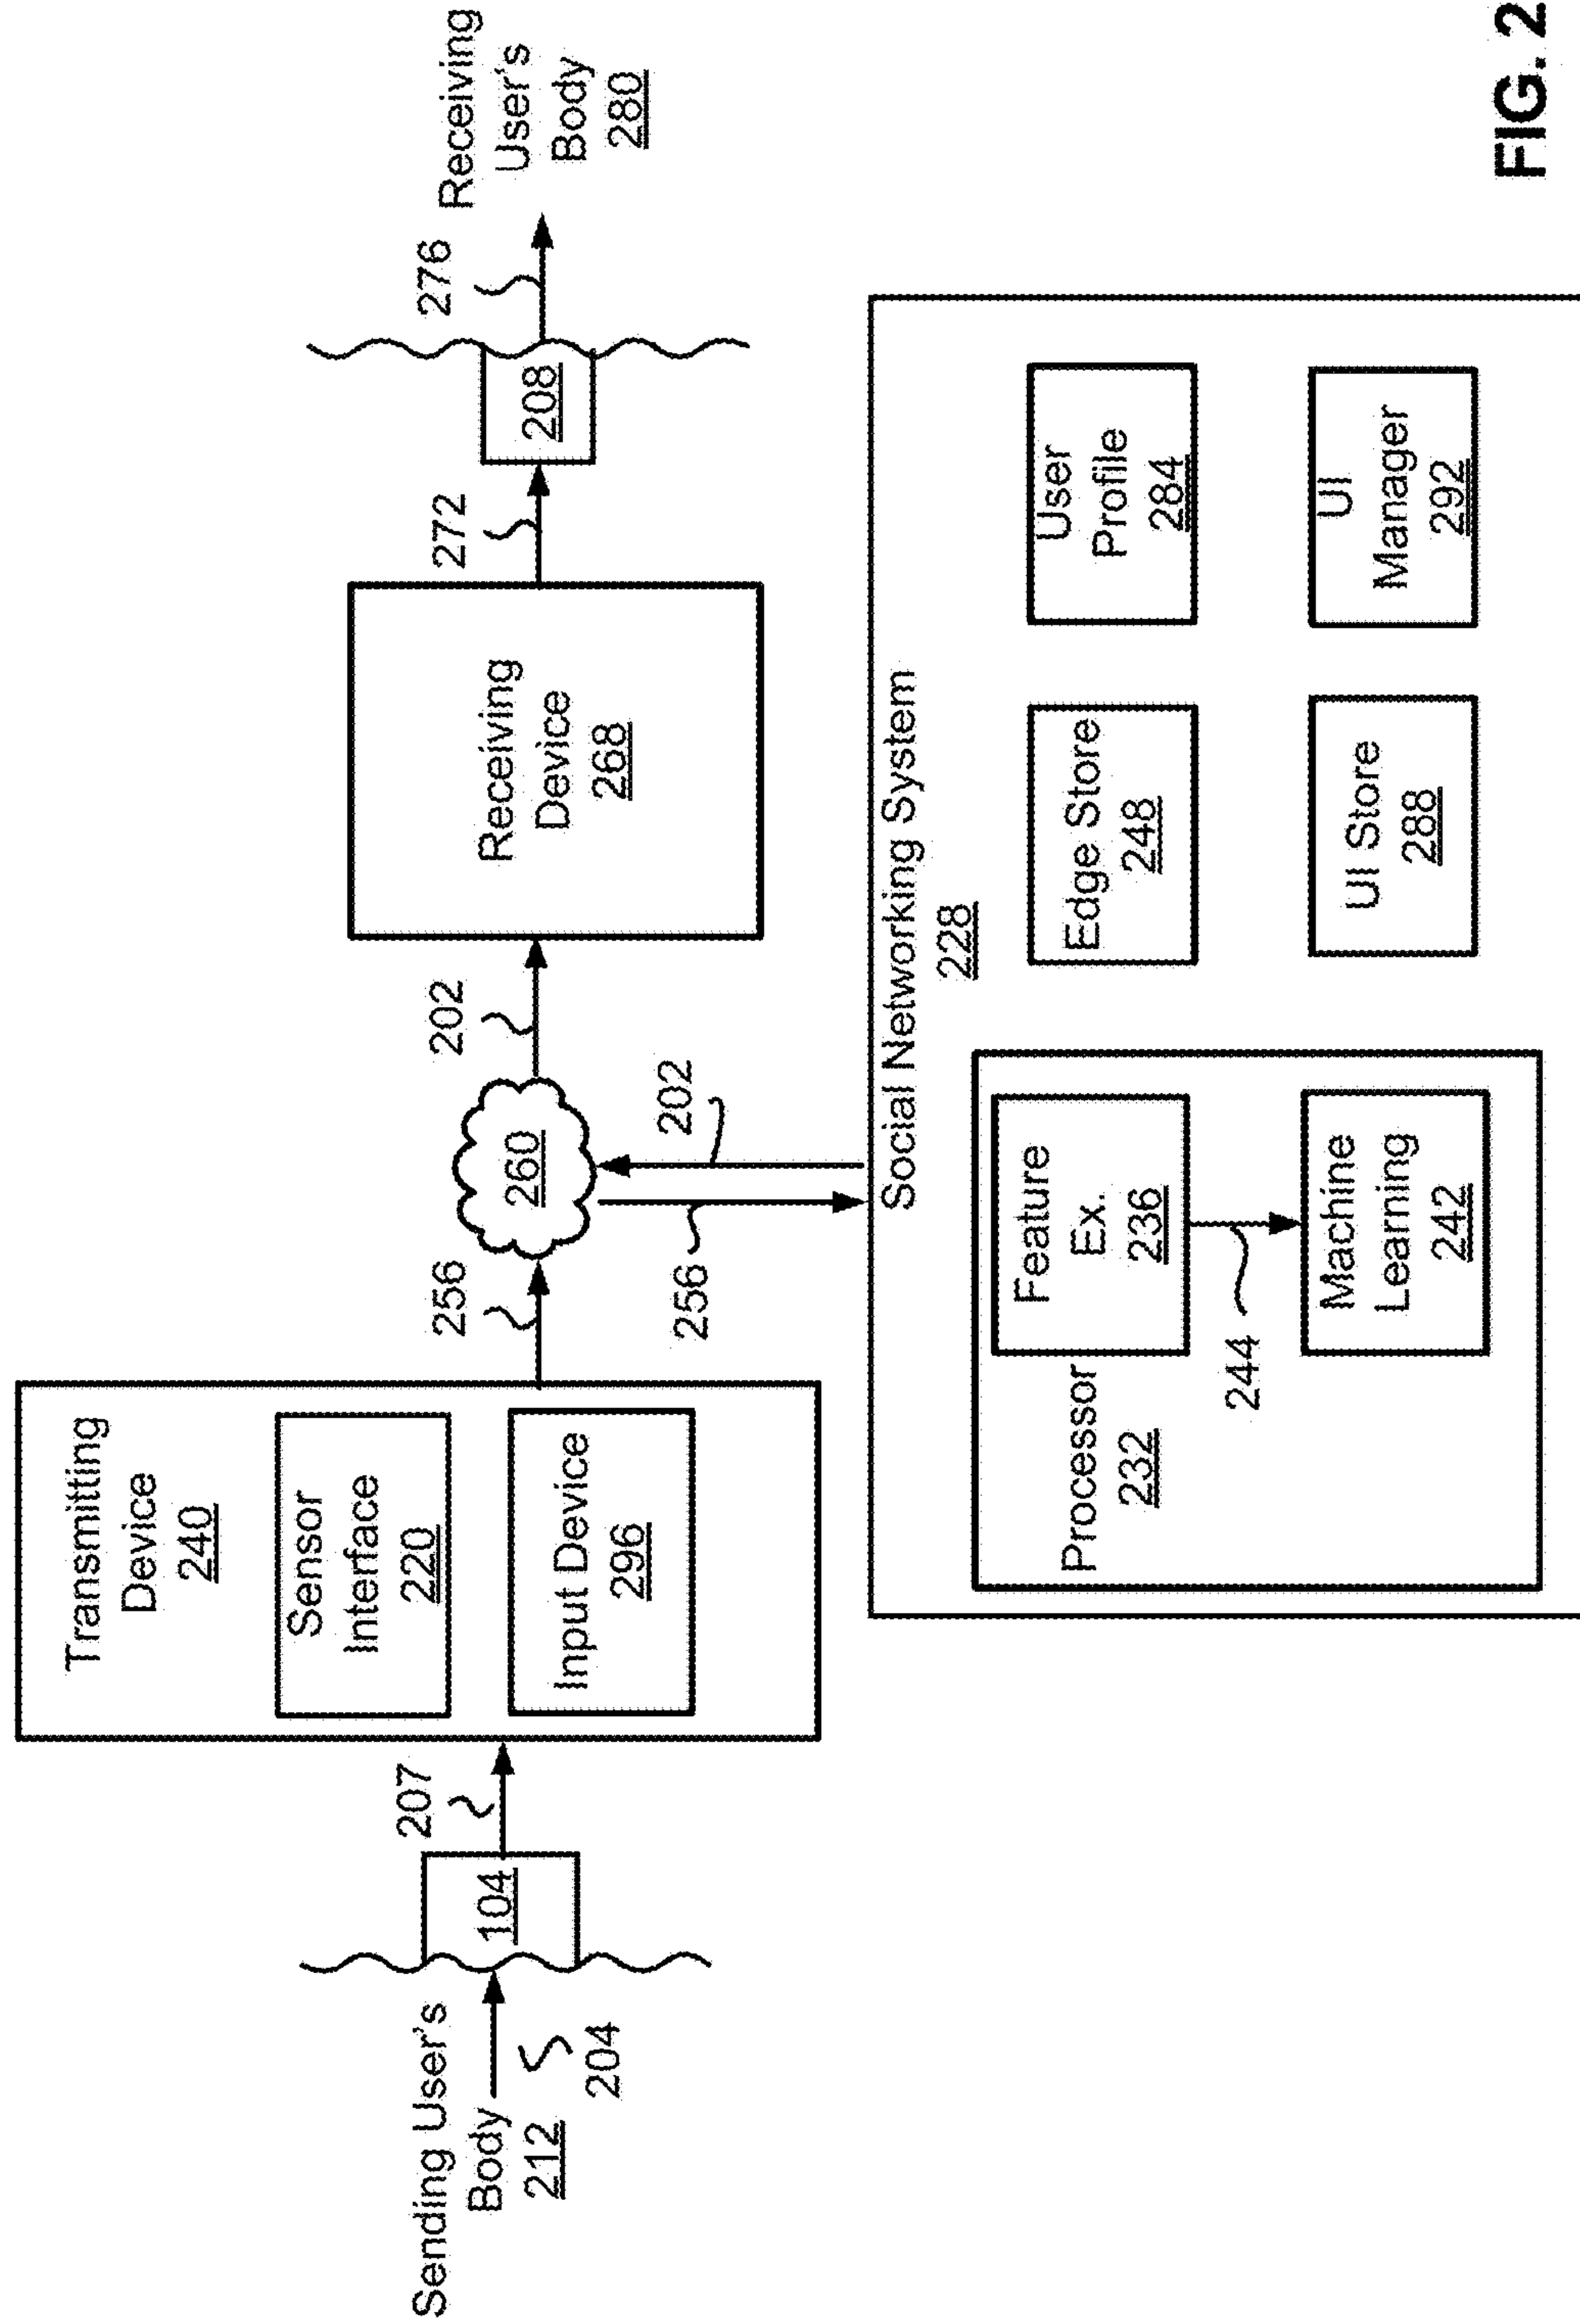 Sending User's
Body
212
204
104
207
Transmitting
Device
240
Sensor
Interface
220
Input Device
296
256
260
202
256
202
Receiving
Device
268
272
208
276
Receiving
User's
Body
280
Social Networking System
228
Processor
232
Feature
Ex.
236
244
Machine
Learning
242
Edge Store
248
User
Profile
284
UI Store
288
UI
Manager
292
FIG. 2